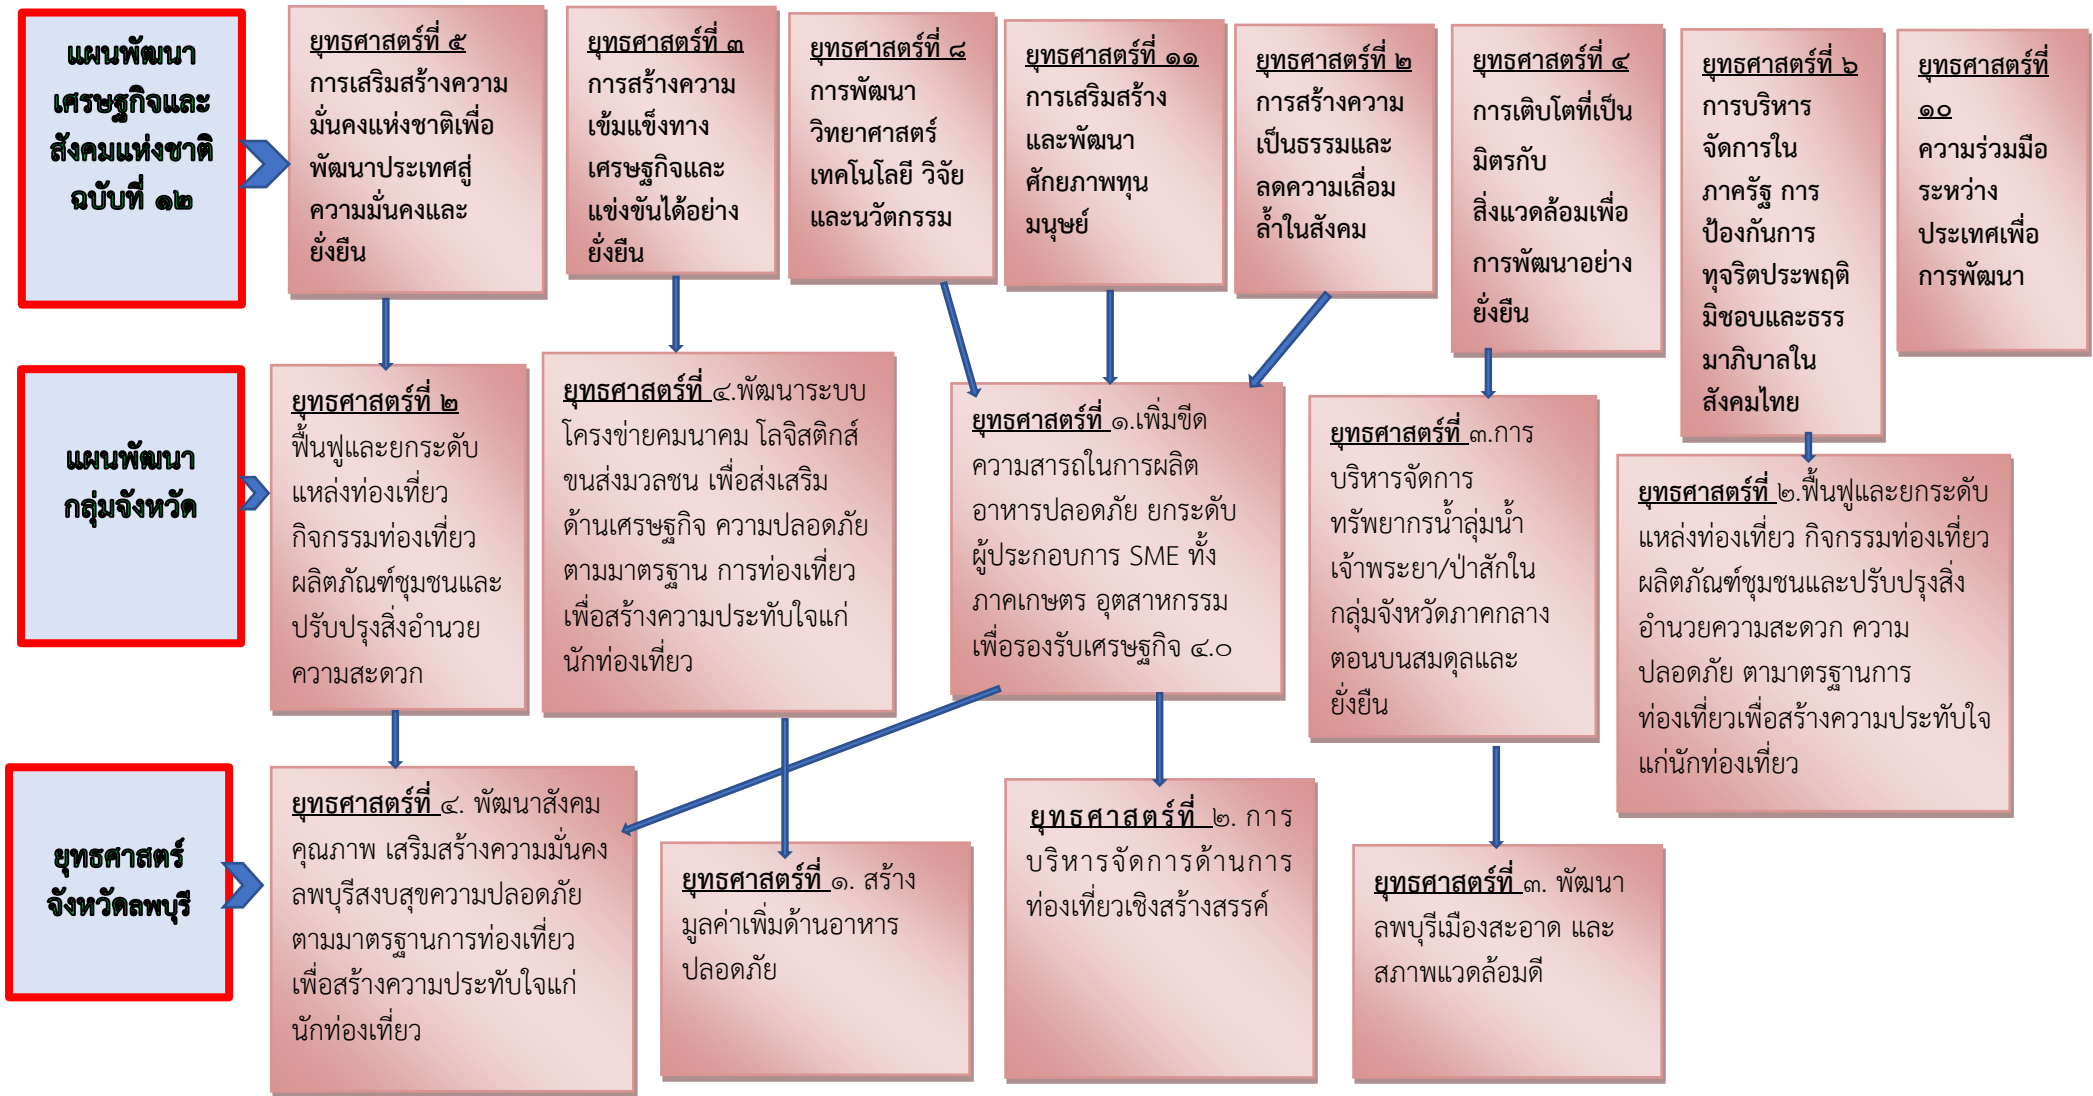 แผนพัฒนา
เศรษฐกิจและ
สังคมแห่งชาติ
ฉบับที่ ๑๒
ยุทธศาสตร์ที่ ๕
การเสริมสร้างความ
มั่นคงแห่งชาติเพื่อ
พัฒนาประเทศสู่
ความมั่นคงและ
ยั่งยืน
ยุทธศาสตร์ที่ ๓
การสร้างความ
เข้มแข็งทาง
เศรษฐกิจและ
แข่งขันได้อย่าง
ยั่งยืน
ยุทธศาสตร์ที่ ๘
การพัฒนา
วิทยาศาสตร์
เทคโนโลยี วิจัย
และนวัตกรรม
ยุทธศาสตร์ที่ ๑๑
การเสริมสร้าง
และพัฒนา
ศักยภาพทุน
มนุษย์
ยุทธศาสตร์ที่ ๒
การสร้างความ
เป็นธรรมและ
ลดความเลื่อม
ล้ำในสังคม
ยุทธศาสตร์ที่ ๔
การเติบโตที่เป็น
มิตรกับ
สิ่งแวดล้อมเพื่อ
การพัฒนาอย่าง
ยั่งยืน
ยุทธศาสตร์ที่ ๖
การบริหาร
จัดการใน
ภาครัฐ การ
ป้องกันการ
ทุจริตประพฤติ
มิชอบและธรร
มาภิบาลใน
สังคมไทย
ยุทธศาสตร์ที่
๑๐
ความร่วมมือ
ระหว่าง
ประเทศเพื่อ
การพัฒนา
แผนพัฒนา
กลุ่มจังหวัด
ยุทธศาสตร์ที่ ๒
ฟื้นฟูและยกระดับ
แหล่งท่องเที่ยว
กิจกรรมท่องเที่ยว
ผลิตภัณฑ์ชุมชนและ
ปรับปรุงสิ่งอำนวย
ความสะดวก
ยุทธศาสตร์ที่ ๔.พัฒนาระบบ
โครงข่ายคมนาคม โลจิสติกส์
ขนส่งมวลชน เพื่อส่งเสริม
ด้านเศรษฐกิจ ความปลอดภัย
ตามมาตรฐาน การท่องเที่ยว
เพื่อสร้างความประทับใจแก่
นักท่องเที่ยว
ยุทธศาสตร์ที่ ๑.เพิ่มขีด
ความสารถในการผลิต
อาหารปลอดภัย ยกระดับ
ผู้ประกอบการ SME ทั้ง
ภาคเกษตร อุตสาหกรรม
เพื่อรองรับเศรษฐกิจ ๔.๐
ยุทธศาสตร์ที่ ๓.การ
บริหารจัดการ
ทรัพยากรน้ำลุ่มน้ำ
เจ้าพระยา/ป่าสักใน
กลุ่มจังหวัดภาคกลาง
ตอนบนสมดุลและ
ยั่งยืน
ยุทธศาสตร์ที่ ๒.ฟื้นฟูและยกระดับ
แหล่งท่องเที่ยว กิจกรรมท่องเที่ยว
ผลิตภัณฑ์ชุมชนและปรับปรุงสิ่ง
อำนวยความสะดวก ความ
ปลอดภัย ตามาตรฐานการ
ท่องเที่ยวเพื่อสร้างความประทับใจ
แก่นักท่องเที่ยว
ยุทธศาสตร์
จังหวัดลพบุรี
ยุทธศาสตร์ที่ ๔. พัฒนาสังคม
คุณภาพ เสริมสร้างความมั่นคง
ลพบุรีสงบสุขความปลอดภัย
ตามมาตรฐานการท่องเที่ยว
เพื่อสร้างความประทับใจแก่
นักท่องเที่ยว
ยุทธศาสตร์ที่ ๑. สร้าง
มูลค่าเพิ่มด้านอาหาร
ปลอดภัย
ยุทธศาสตร์ที่ ๒. การ
บริหารจัดการด้านการ
ท่องเที่ยวเชิงสร้างสรรค์
ยุทธศาสตร์ที่ ๓. พัฒนา
ลพบุรีเมืองสะอาด และ
สภาพแวดล้อมดี